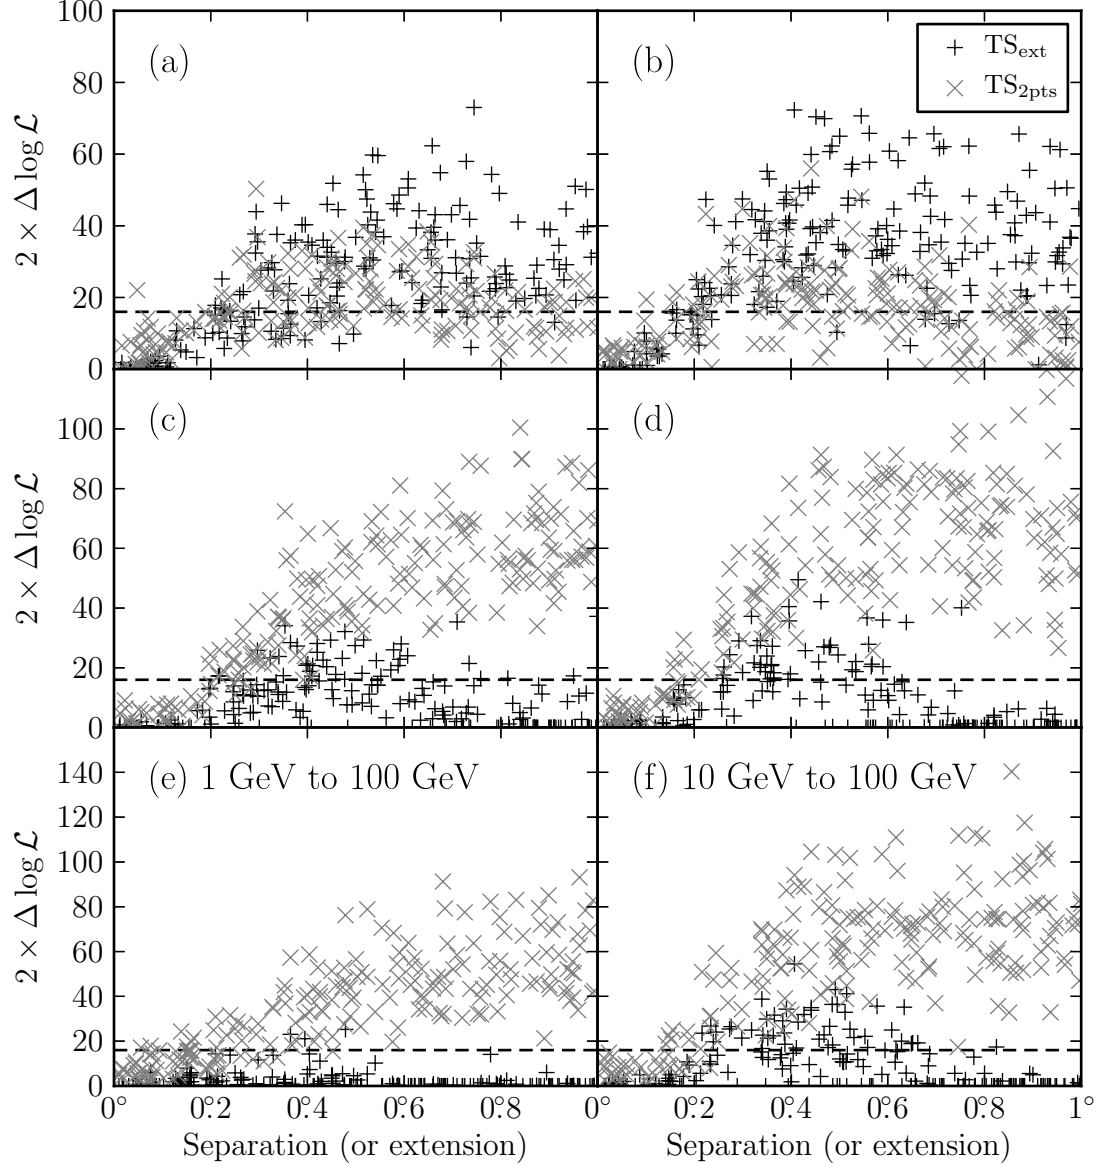 100
80
60
40
20
0
2 × Δ log ℒ
(a)
(b)
TS_ext
TS_2pts
100
80
60
40
20
0
2 × Δ log ℒ
(c)
(d)
140
120
100
80
60
40
20
0
2 × Δ log ℒ
(e) 1 GeV to 100 GeV
(f) 10 GeV to 100 GeV
0° 0°.2 0°.4 0°.6 0°.8 0° 0°.2 0°.4 0°.6 0°.8 1°
Separation (or extension) Separation (or extension)